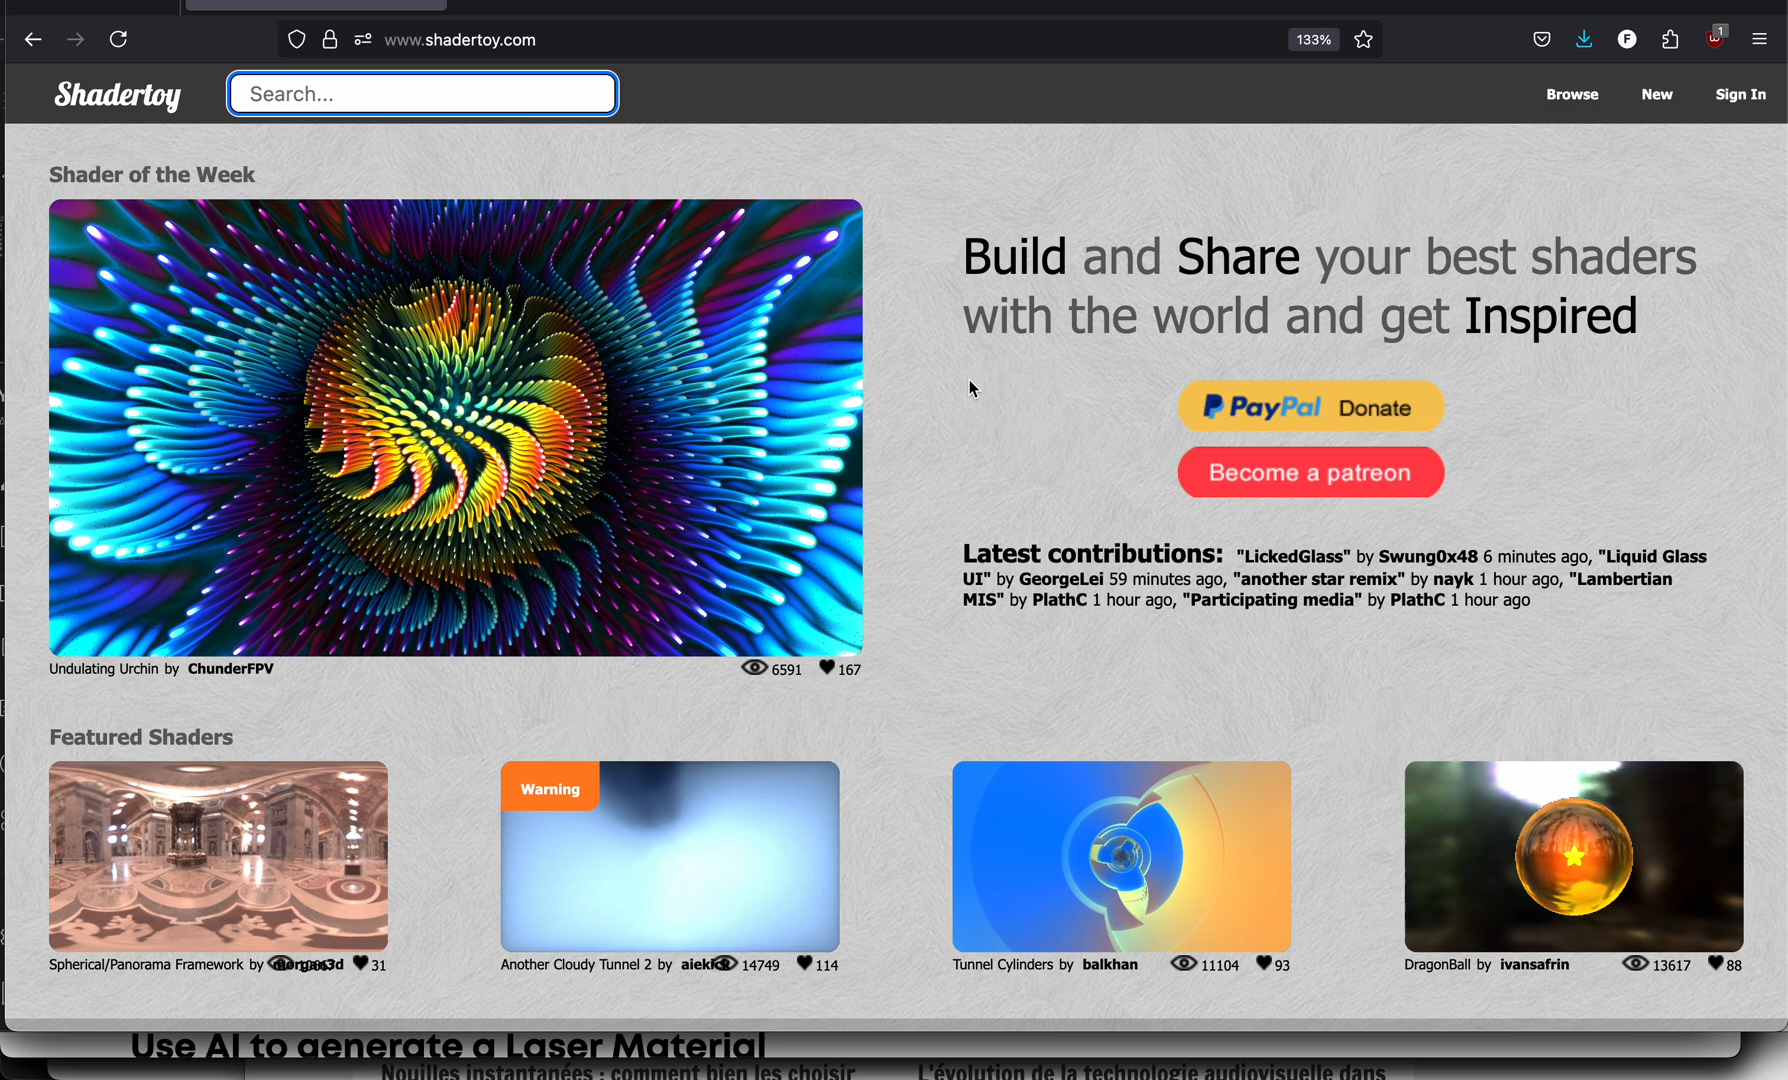 www.shadertoy.com
133%
F
1
Shadertoy
Search...
Browse
New
Sign In
Shader of the Week
Build and Share your best shaders
with the world and get Inspired
PayPal Donate
Become a patreon
Latest contributions: "LickedGlass" by Swung0x48 6 minutes ago, "Liquid Glass
UI" by GeorgeLei 59 minutes ago, "another star remix" by nayk 1 hour ago, "Lambertian
MIS" by PlathC 1 hour ago, "Participating media" by PlathC 1 hour ago
Undulating Urchin by ChunderFPV
6591
167
Featured Shaders
Warning
Spherical/Panorama Framework by morgan3d
31
Another Cloudy Tunnel 2 by aiekick
14749
114
Tunnel Cylinders by balkhan
11104
93
DragonBall by ivansafrin
13617
88
Use AI to generate a Laser Material
Nouilles instantanées : comment bien les choisir
L'évolution de la technologie audiovisuelle dans